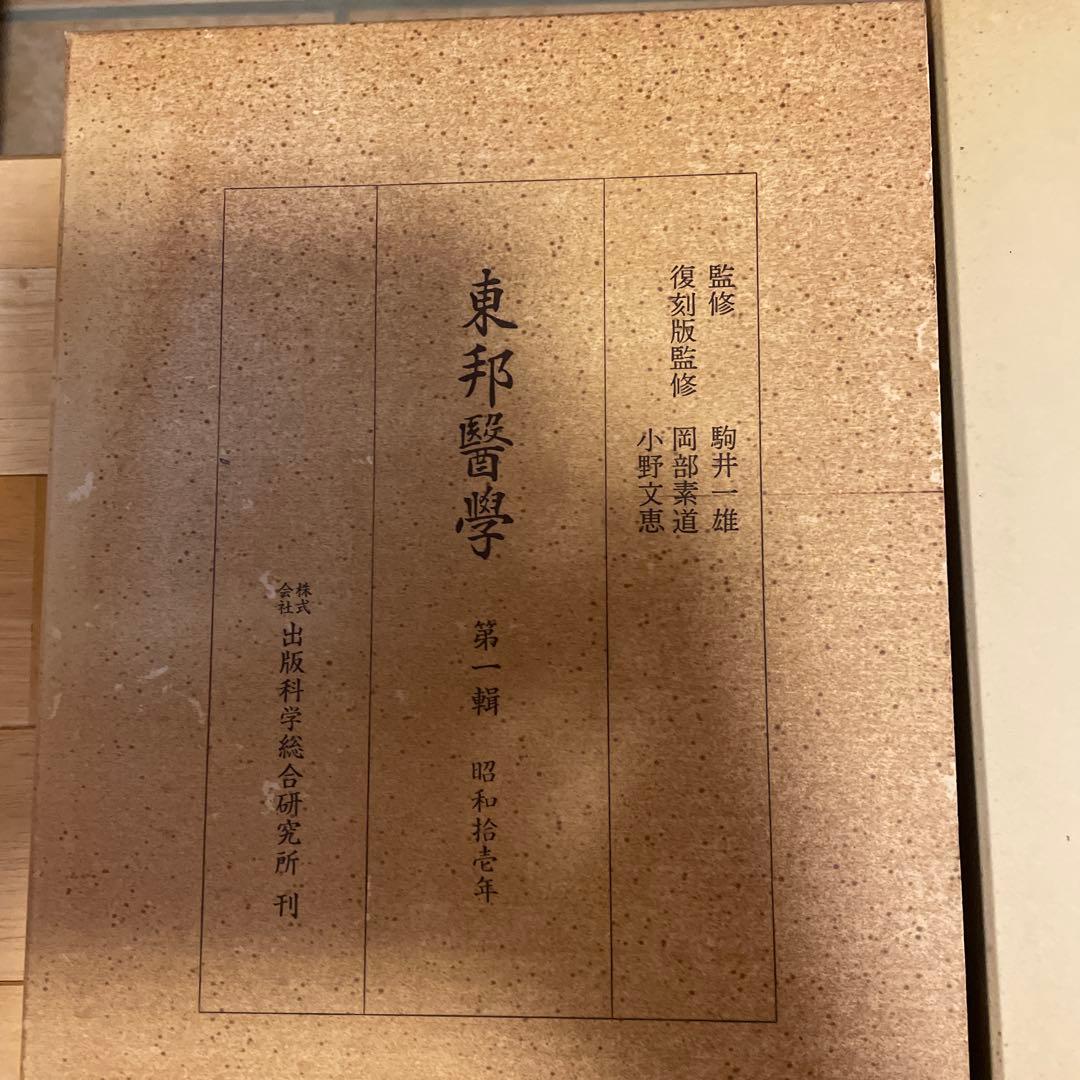 監修 駒井一雄
復刻版監修 岡部素道
小野文恵
東邦醫學 第一輯 昭和拾壱年
株式会社出版科学総合研究所 刊